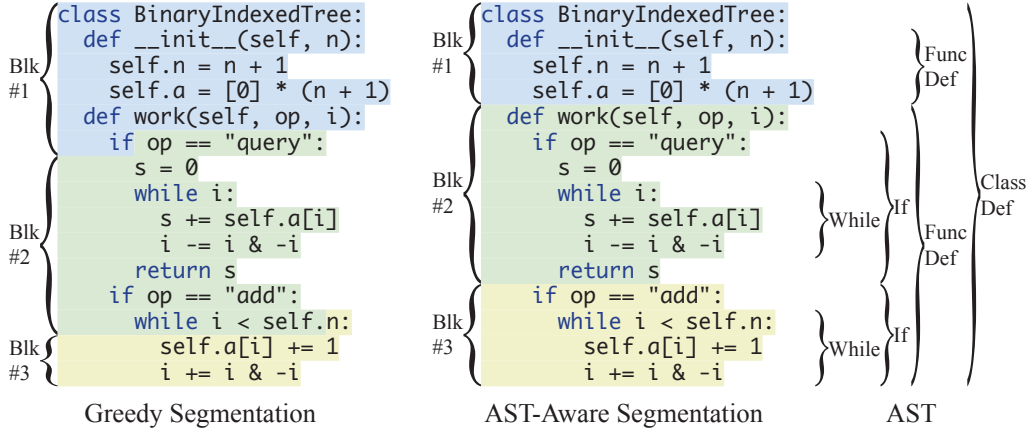 class BinaryIndexedTree:
  def __init__(self, n):
    self.n = n + 1
    self.a = [0] * (n + 1)
  def work(self, op, i):
    if op == "query":
      s = 0
      while i:
        s += self.a[i]
        i -= i & -i
      return s
    if op == "add":
      while i < self.n:
        self.a[i] += 1
        i += i & -i
Blk
#1
Blk
#2
Blk
#3
Greedy Segmentation
class BinaryIndexedTree:
  def __init__(self, n):
    self.n = n + 1
    self.a = [0] * (n + 1)
  def work(self, op, i):
    if op == "query":
      s = 0
      while i:
        s += self.a[i]
        i -= i & -i
      return s
    if op == "add":
      while i < self.n:
        self.a[i] += 1
        i += i & -i
Blk
#1
Blk
#2
Blk
#3
AST-Aware Segmentation
Func
Def
While
If
Func
Def
Class
Def
While
If
AST